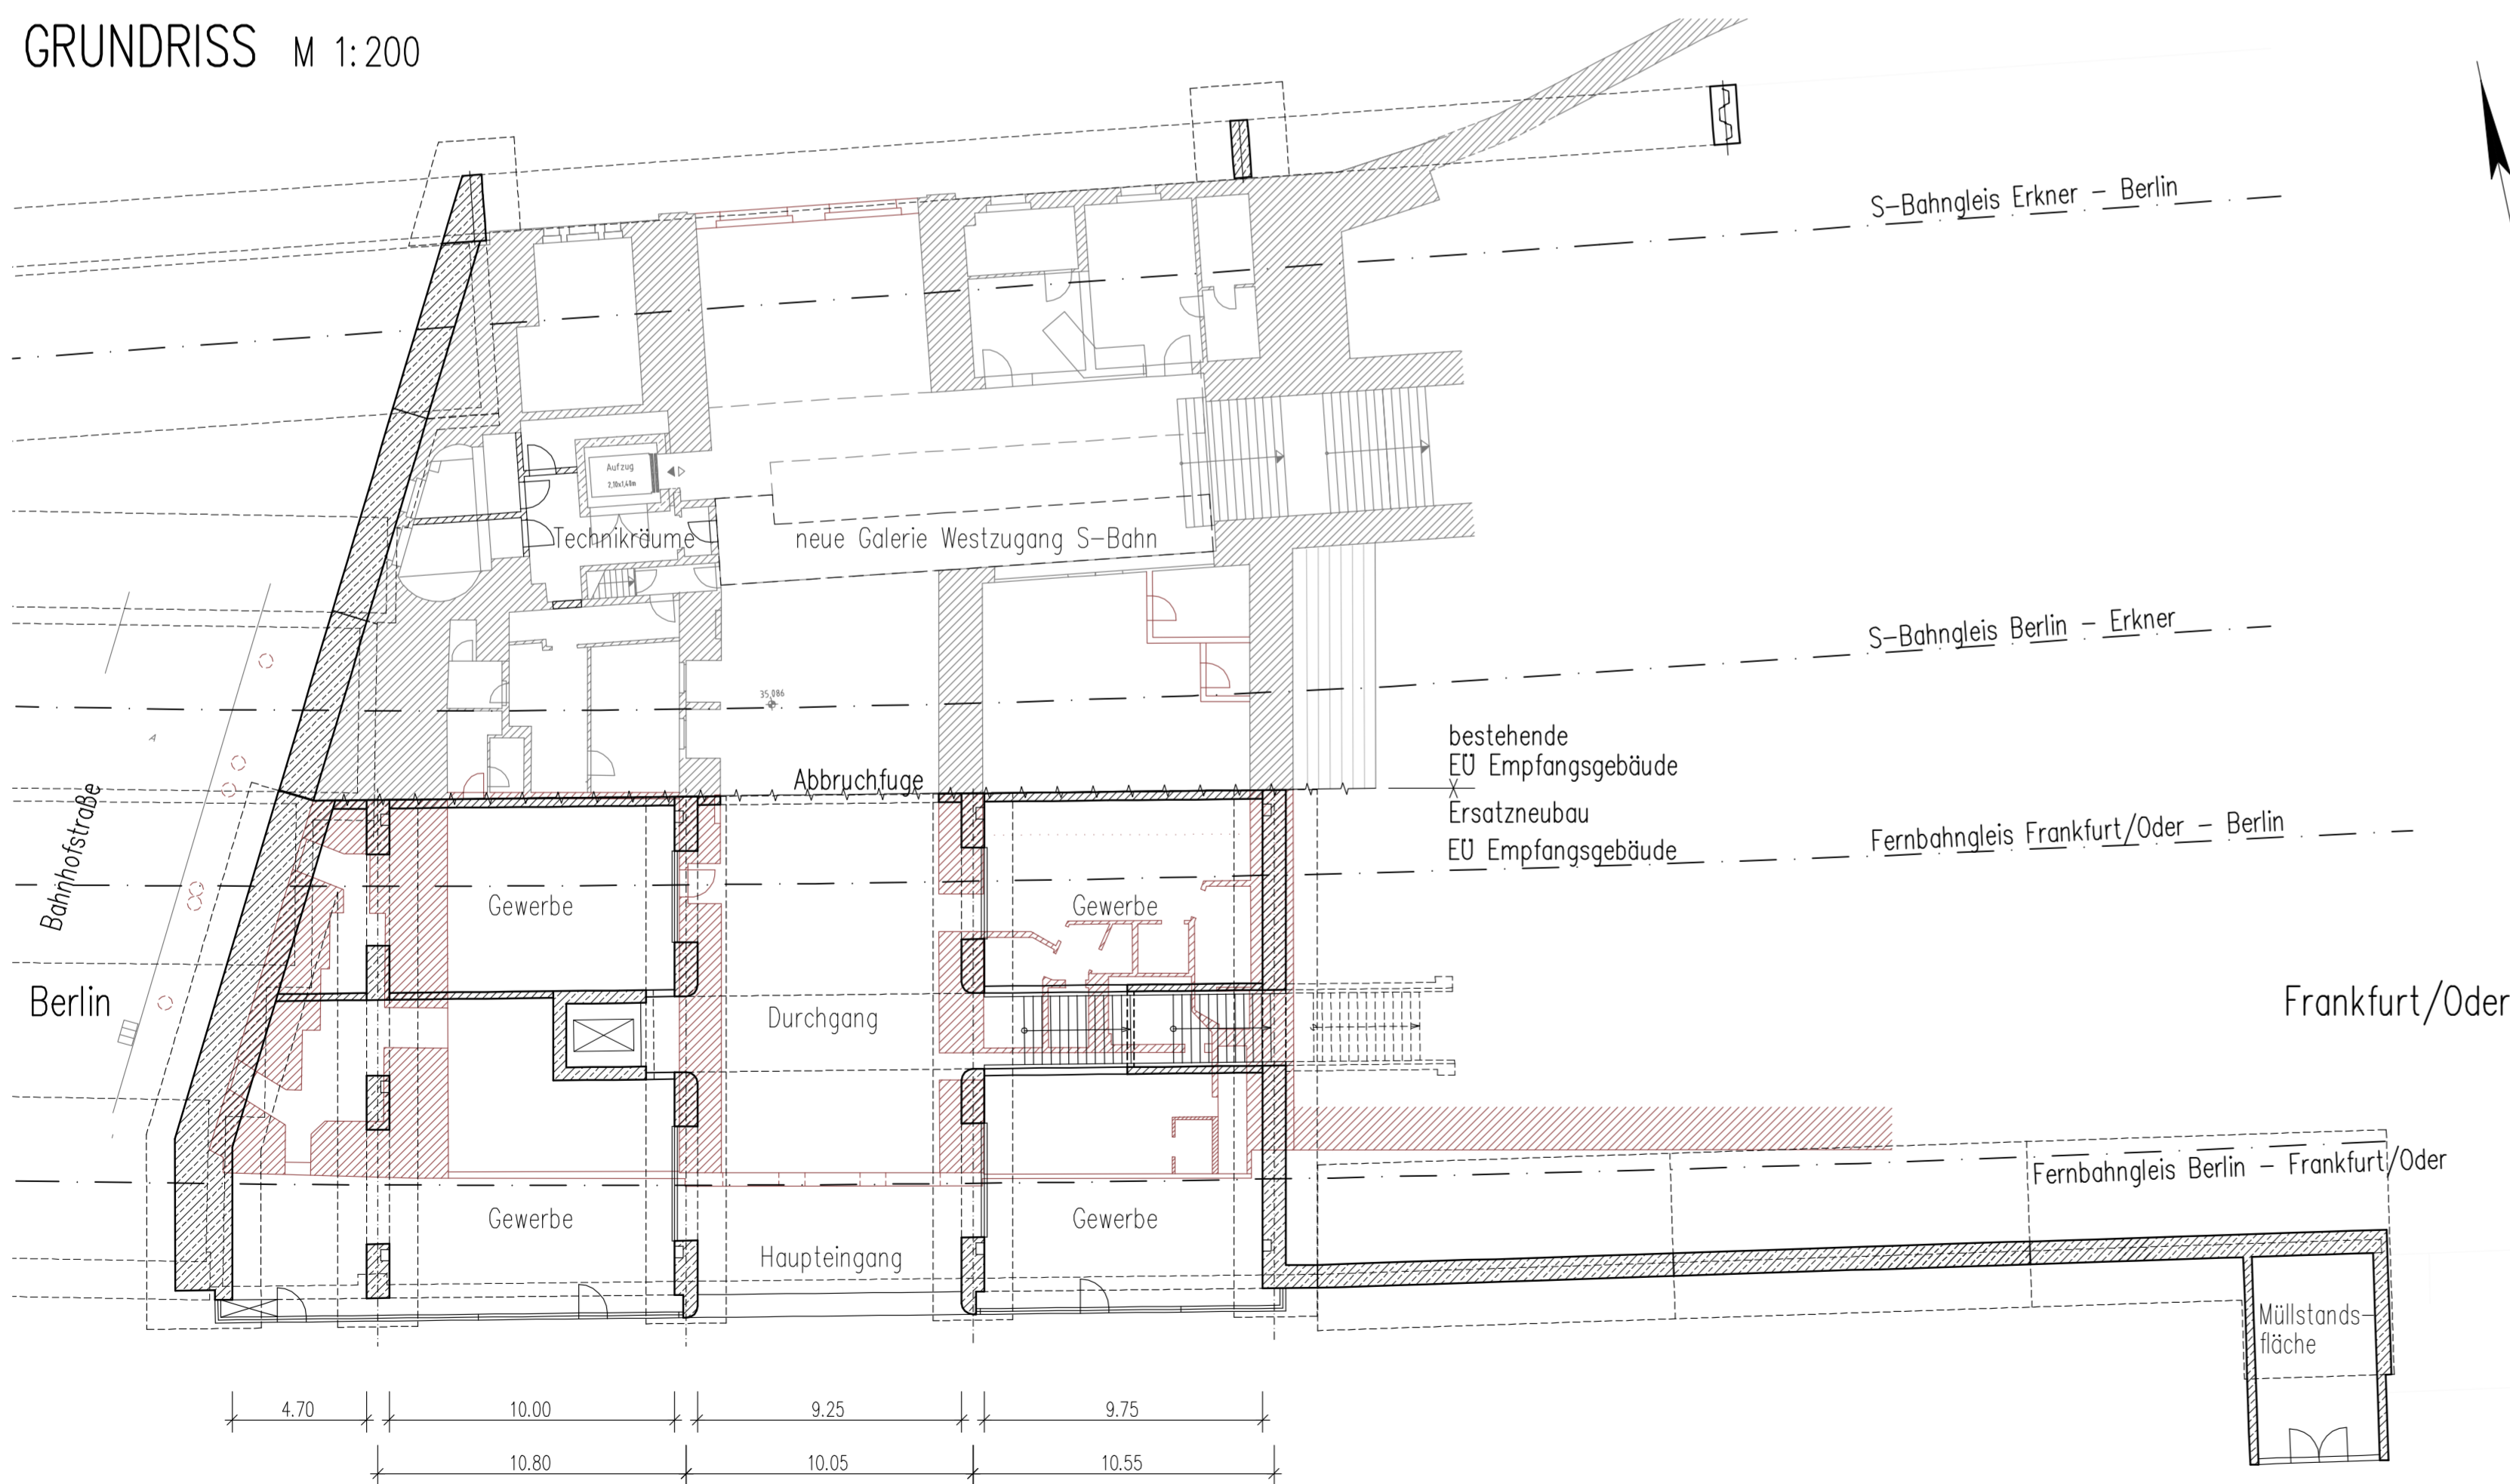 GRUNDRISS M 1:200
S-Bahngleis Erkner - Berlin
Aufzug
2,10x1,40m
Technikräume
neue Galerie Westzugang S-Bahn
S-Bahngleis Berlin - Erkner
35,086
A
bestehende
EÜ Empfangsgebäude
Abbruchfuge
Ersatzneubau
EÜ Empfangsgebäude
Fernbahngleis Frankfurt/Oder - Berlin
Bahnhofstraße
Gewerbe
Gewerbe
Berlin
Durchgang
Frankfurt/Oder
Fernbahngleis Berlin - Frankfurt/Oder
Gewerbe
Gewerbe
Haupteingang
Müllstands-
fläche
4.70 10.00 9.25 9.75
10.80 10.05 10.55